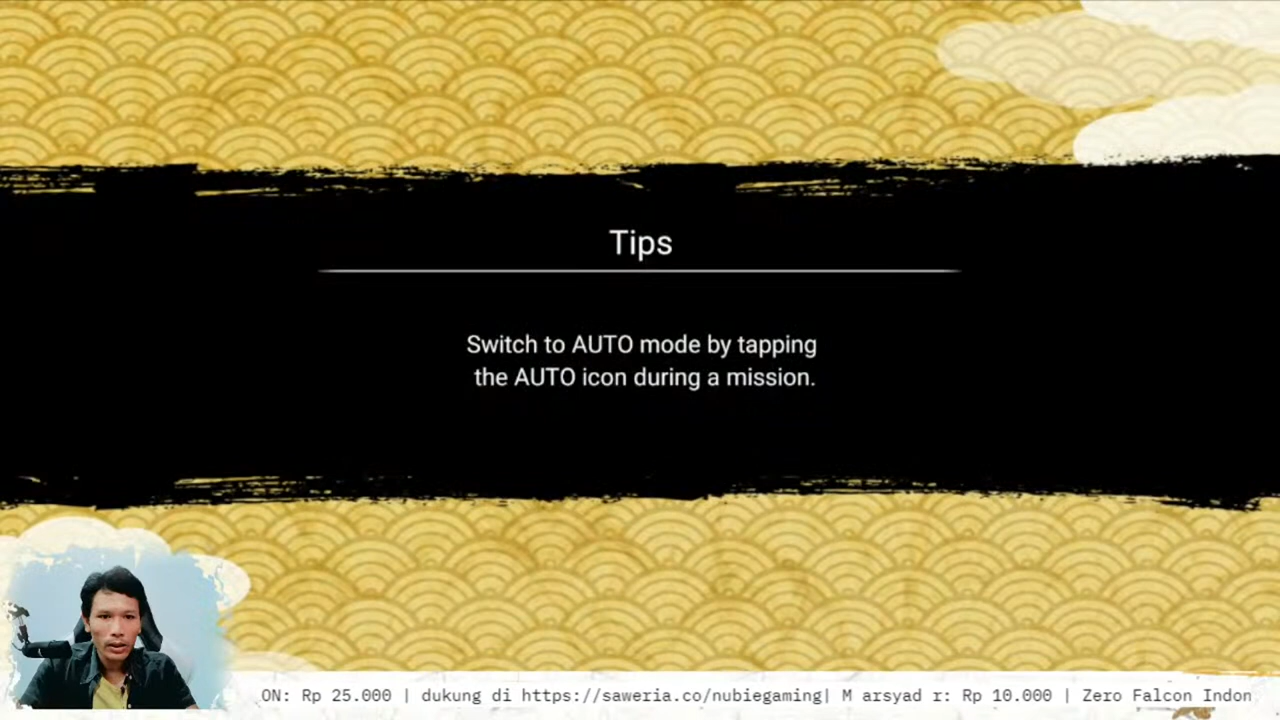 Tips
Switch to AUTO mode by tapping
the AUTO icon during a mission.
ON: Rp 25.000 | dukung di https://saweria.co/nubiegaming| M arsyad r: Rp 10.000 | Zero Falcon Indon